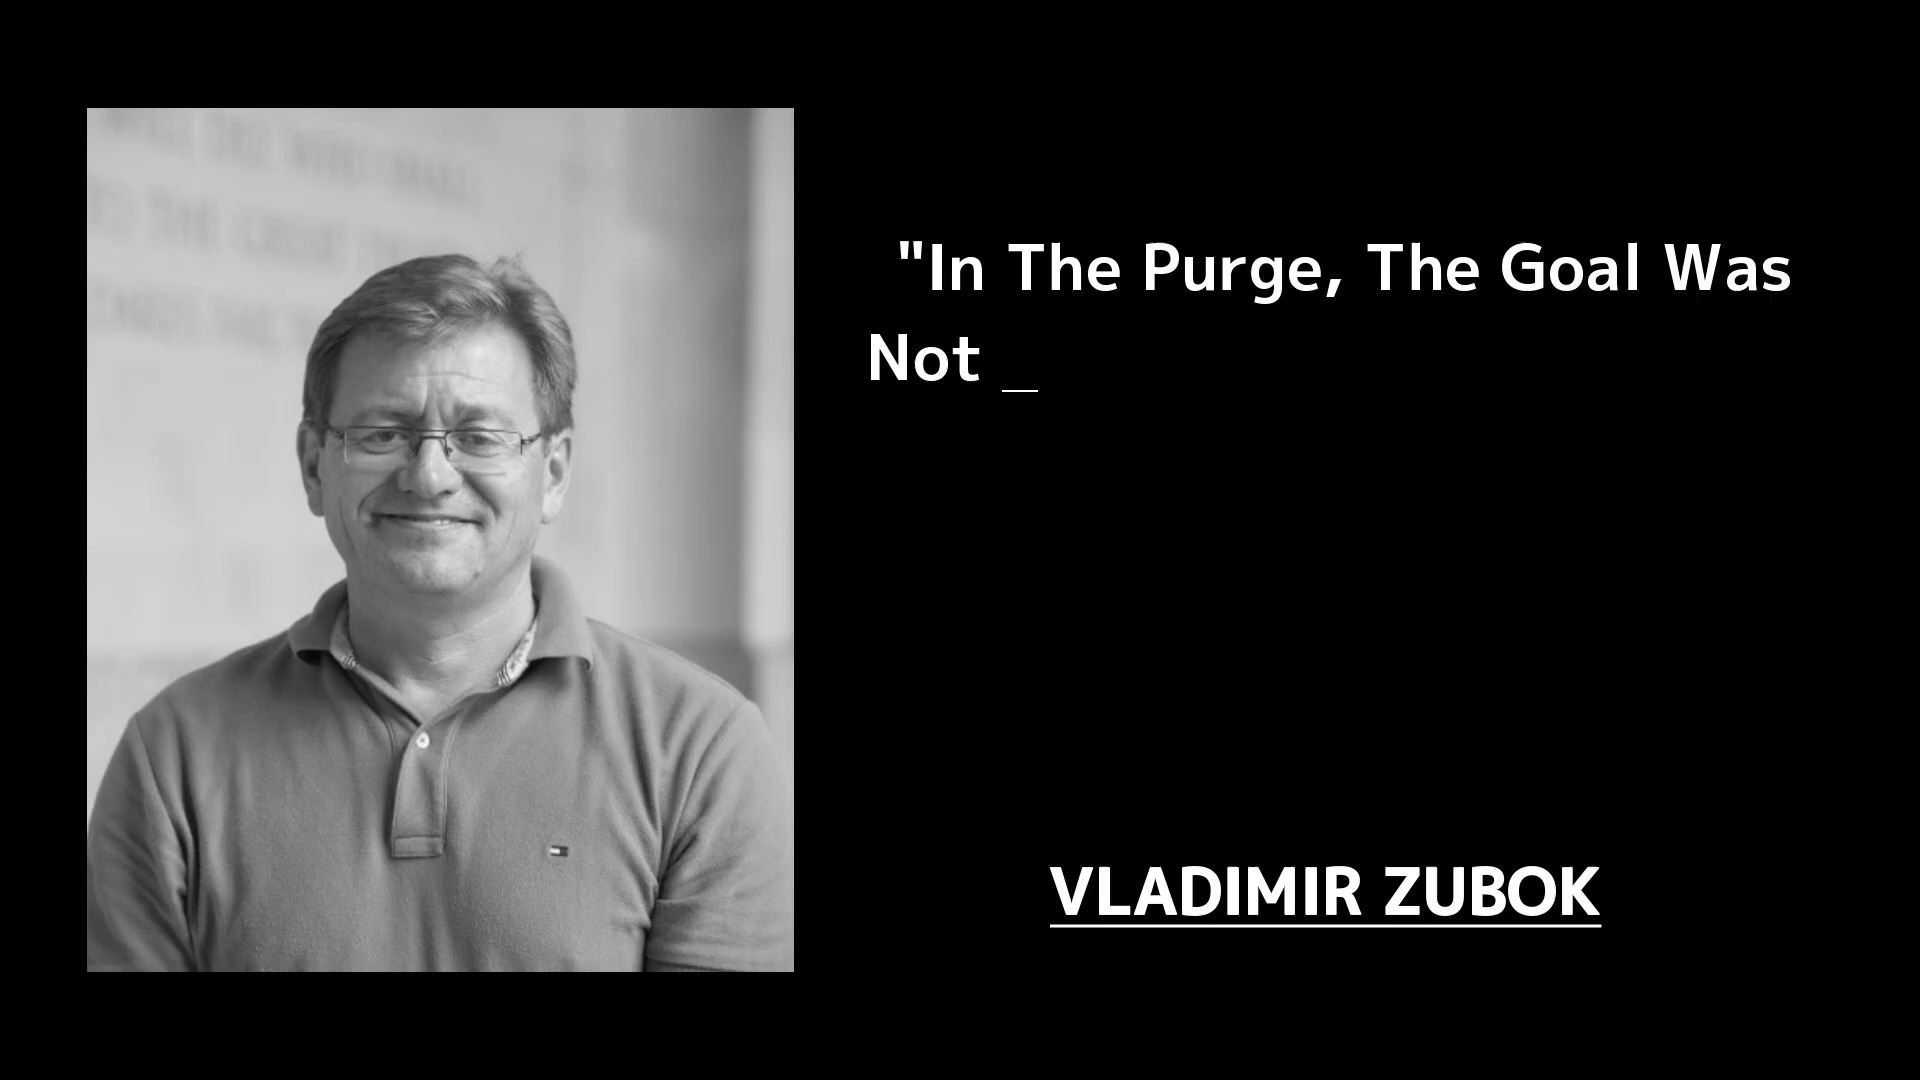 "In The Purge, The Goal Was
Not _
VLADIMIR ZUBOK